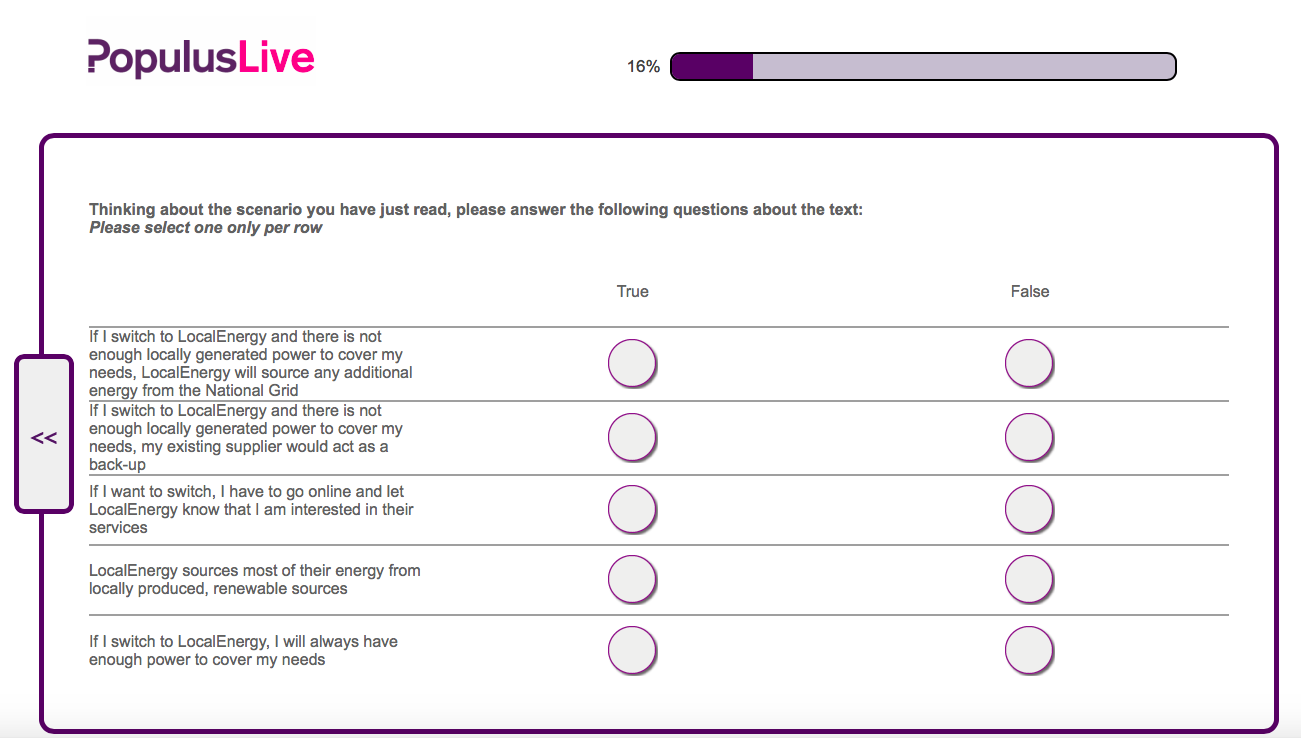 PopulusLive
16%
Thinking about the scenario you have just read, please answer the following questions about the text:
Please select one only per row
True False
If I switch to LocalEnergy and there is not
enough locally generated power to cover my
needs, LocalEnergy will source any additional
energy from the National Grid
If I switch to LocalEnergy and there is not
enough locally generated power to cover my
needs, my existing supplier would act as a
back-up
<<
If I want to switch, I have to go online and let
LocalEnergy know that I am interested in their
services
LocalEnergy sources most of their energy from
locally produced, renewable sources
If I switch to LocalEnergy, I will always have
enough power to cover my needs